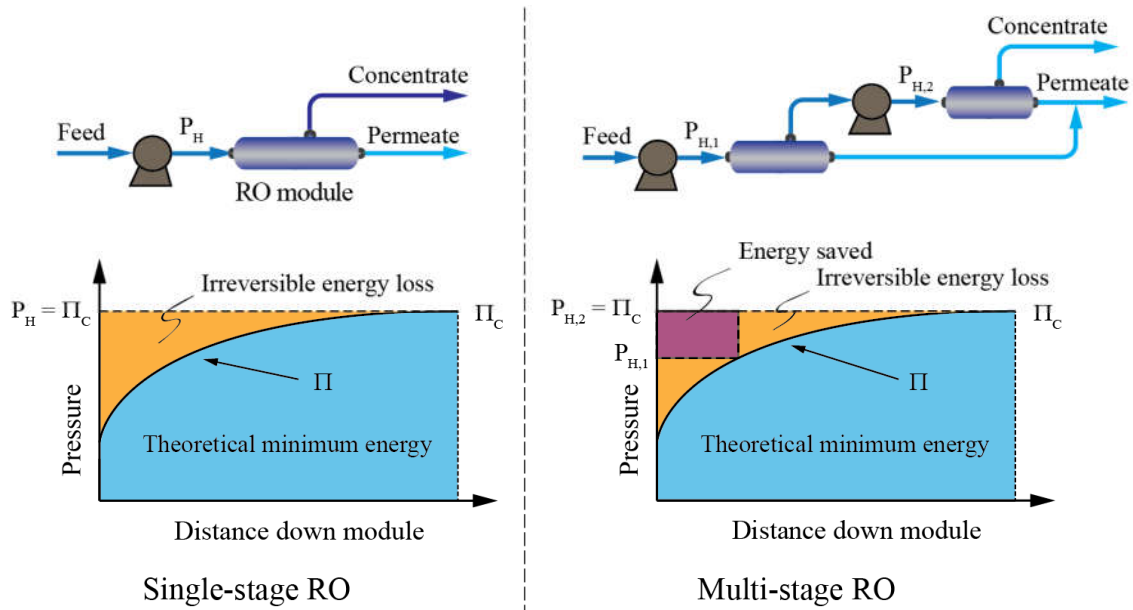 Concentrate
P_H
Feed
Permeate
RO module
Irreversible energy loss
P_H = Π_C
Π_C
Π
Theoretical minimum energy
Pressure
Distance down module
Single-stage RO
Concentrate
P_H,2
Permeate
Feed
P_H,1
Energy saved
Irreversible energy loss
P_H,2 = Π_C
Π_C
P_H,1
Π
Theoretical minimum energy
Pressure
Distance down module
Multi-stage RO